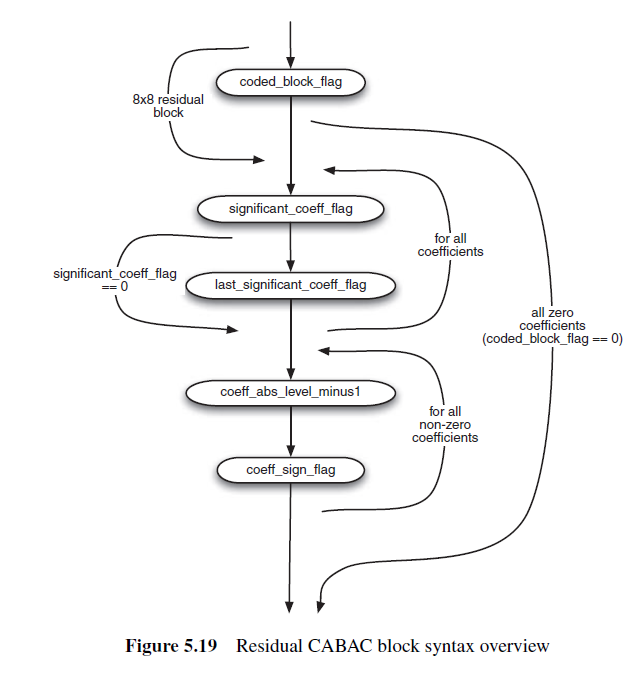 coded_block_flag
8x8 residual
block
significant_coeff_flag
for all
coefficients
significant_coeff_flag
== 0
last_significant_coeff_flag
all zero
coefficients
(coded_block_flag == 0)
coeff_abs_level_minus1
for all
non-zero
coefficients
coeff_sign_flag
Figure 5.19 Residual CABAC block syntax overview